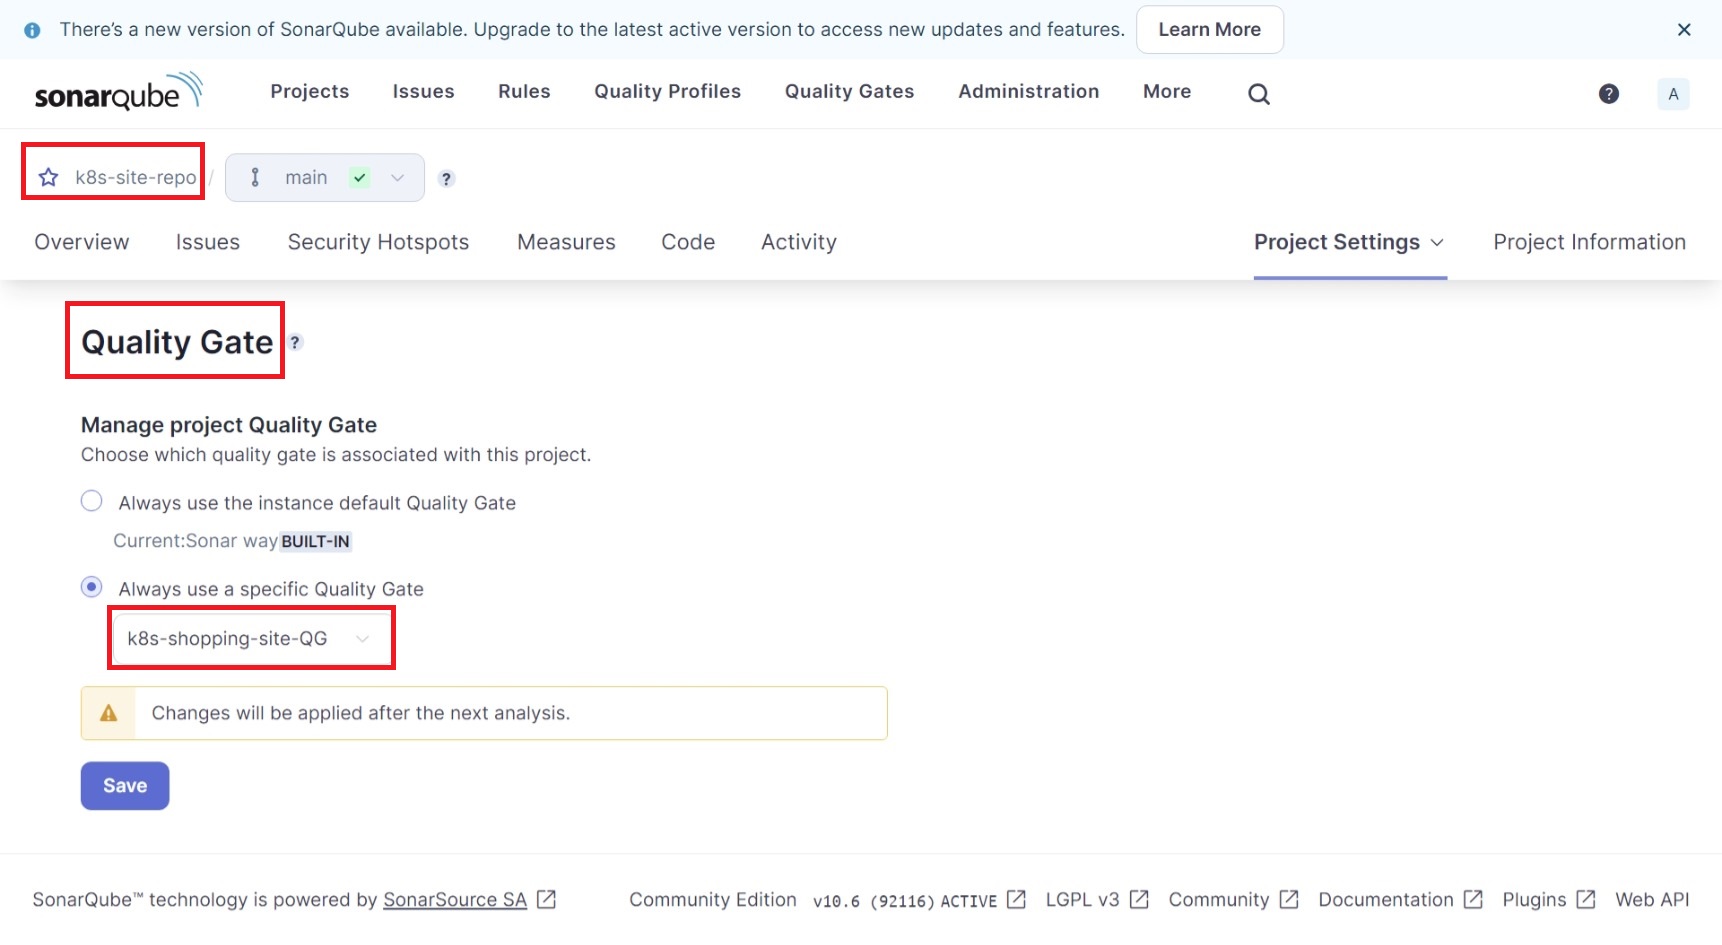 There's a new version of SonarQube available. Upgrade to the latest active version to access new updates and features. Learn More
sonarqube Projects Issues Rules Quality Profiles Quality Gates Administration More ? A
k8s-site-repo / main ?
Overview Issues Security Hotspots Measures Code Activity Project Settings Project Information
Quality Gate ?
Manage project Quality Gate
Choose which quality gate is associated with this project.
Always use the instance default Quality Gate
Current:Sonar way BUILT-IN
Always use a specific Quality Gate
k8s-shopping-site-QG
Changes will be applied after the next analysis.
Save
SonarQube™ technology is powered by SonarSource SA Community Edition v10.6 (92116) ACTIVE LGPL v3 Community Documentation Plugins Web API